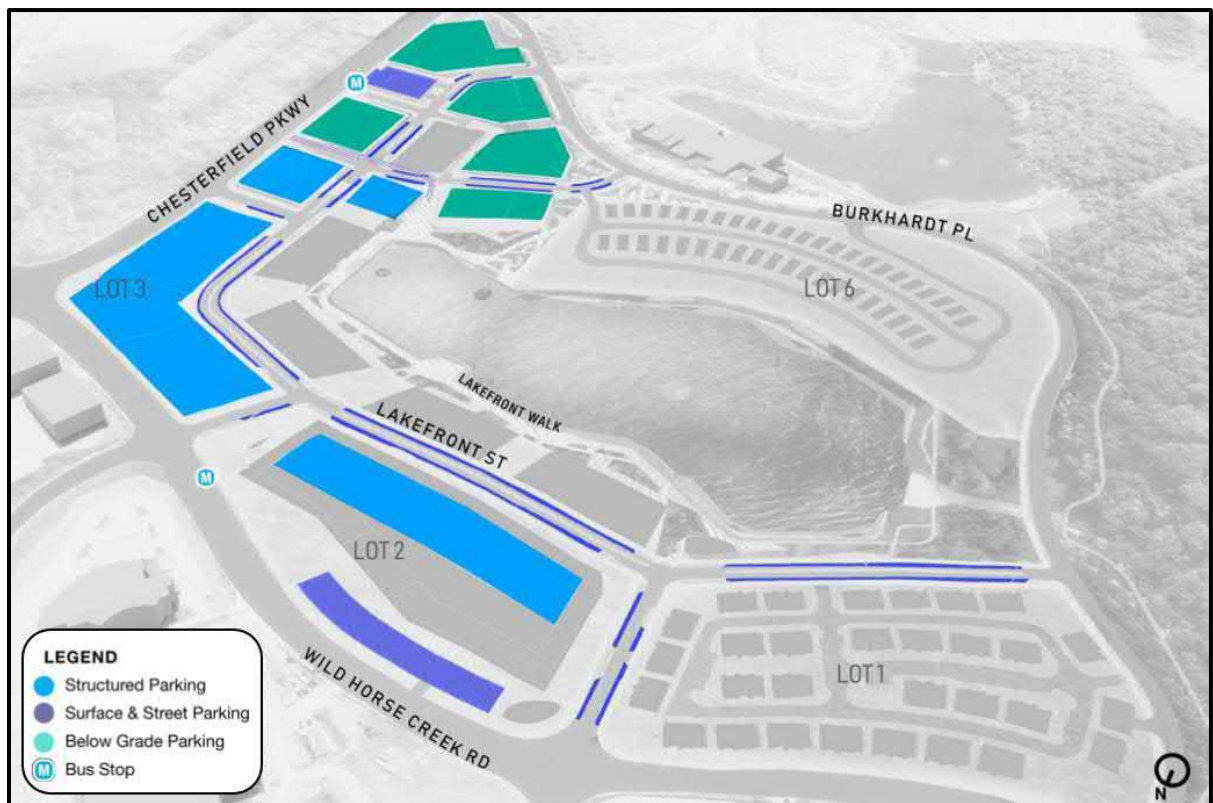 M
CHESTERFIELD PKWY
BURKHARDT PL
LOT 3
LOT 6
LAKEFRONT WALK
LAKEFRONT ST
M
LOT 2
LOT 1
WILD HORSE CREEK RD
LEGEND
Structured Parking
Surface & Street Parking
Below Grade Parking
M Bus Stop
N